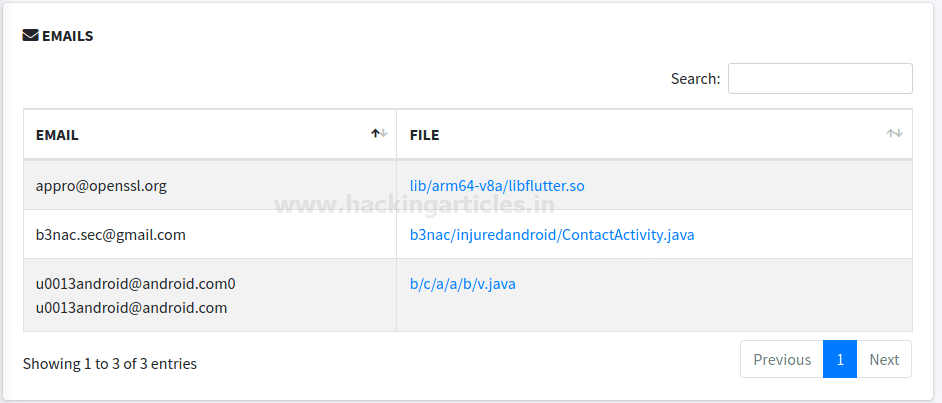 EMAILS
Search:
EMAIL FILE
appro@openssl.org lib/arm64-v8a/libflutter.so
www.hackingarticles.in
b3nac.sec@gmail.com b3nac/injuredandroid/ContactActivity.java
u0013android@android.com0 b/c/a/a/b/v.java
u0013android@android.com
Showing 1 to 3 of 3 entries Previous 1 Next